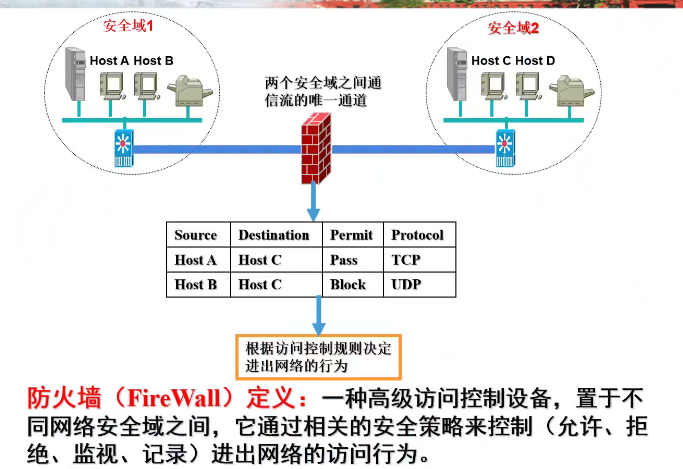 安全域1
安全域2
Host A Host B
Host C Host D
两个安全域之间通
信流的唯一通道
Source Destination Permit Protocol
Host A Host C Pass TCP
Host B Host C Block UDP
根据访问控制规则决定
进出网络的行为
防火墙（FireWall）定义：一种高级访问控制设备，置于不
同网络安全域之间，它通过相关的安全策略来控制（允许、拒
绝、监视、记录）进出网络的访问行为。